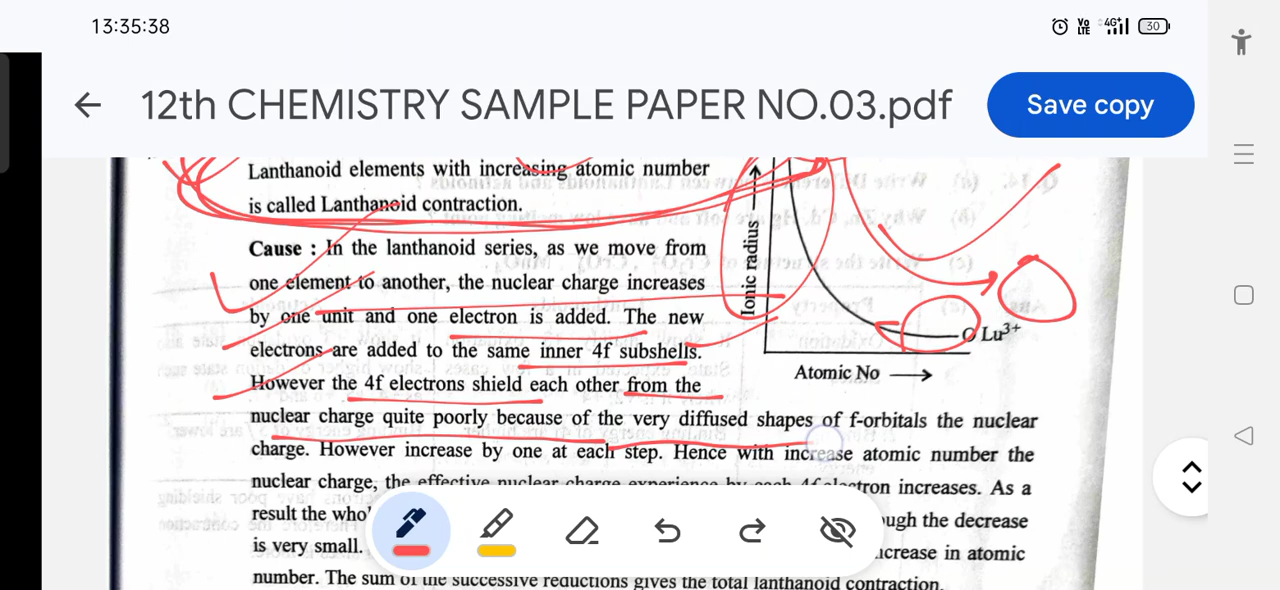 13:35:38
Vo LTE 4G+ 30
12th CHEMISTRY SAMPLE PAPER NO.03.pdf
Save copy
Lanthanoid elements with increasing atomic number
is called Lanthanoid contraction.
Cause : In the lanthanoid series, as we move from
one element to another, the nuclear charge increases
by one unit and one electron is added. The new
electrons are added to the same inner 4f subshells.
However the 4f electrons shield each other from the
nuclear charge quite poorly because of the very diffused shapes of f-orbitals the nuclear
charge. However increase by one at each step. Hence with increase atomic number the
nuclear charge, the effective nuclear charge experience by each 4f electron increases. As a
result the who ugh the decrease
is very small. ncrease in atomic
number. The sum of the successive reductions gives the total lanthanoid contraction.
Ionic radius
Lu3+
Atomic No